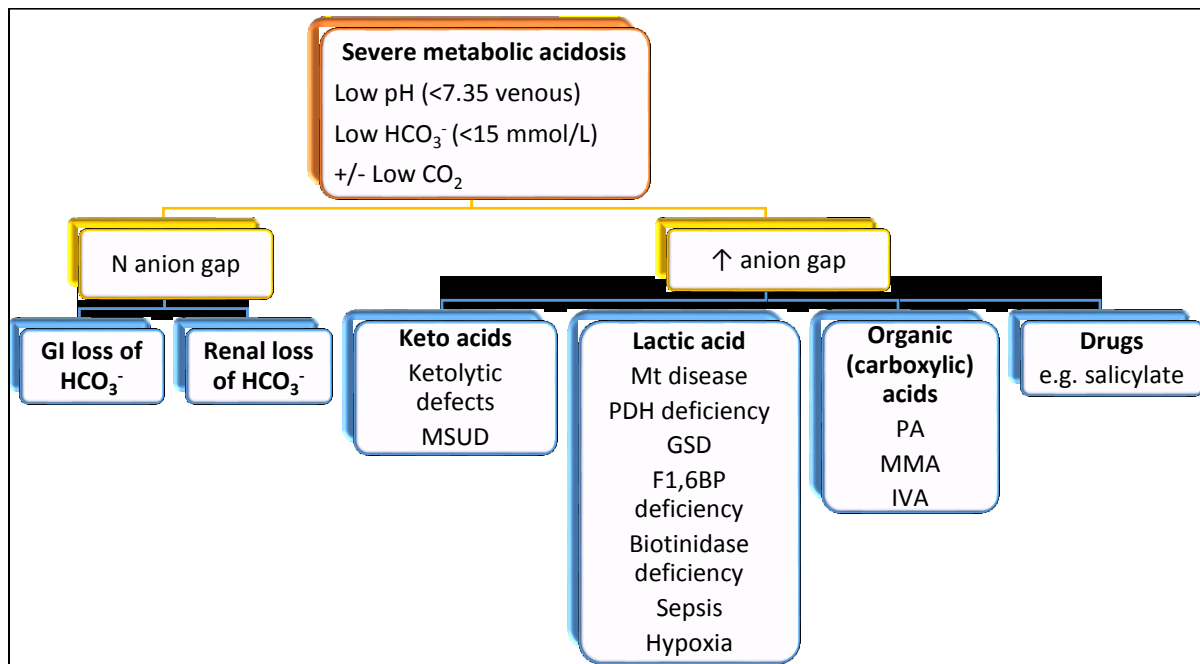 Severe metabolic acidosis
Low pH (<7.35 venous)
Low HCO₃⁻ (<15 mmol/L)
+/- Low CO₂
N anion gap
↑ anion gap
GI loss of
HCO₃⁻
Renal loss
of HCO₃⁻
Keto acids
Ketolytic
defects
MSUD
Lactic acid
Mt disease
PDH deficiency
GSD
F1,6BP
deficiency
Biotinidase
deficiency
Sepsis
Hypoxia
Organic
(carboxylic)
acids
PA
MMA
IVA
Drugs
e.g. salicylate